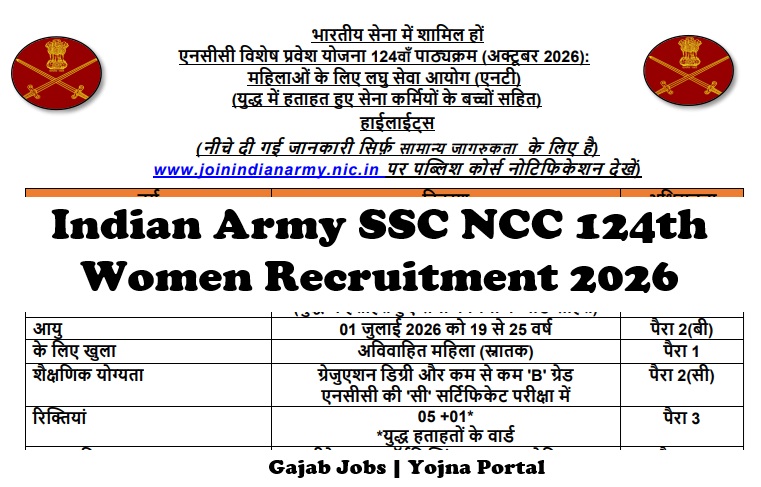 भारतीय सेना में शामिल हों
एनसीसी विशेष प्रवेश योजना 124वाँ पाठ्यक्रम (अक्टूबर 2026):
महिलाओं के लिए लघु सेवा आयोग (एनटी)
(युद्ध में हताहत हुए सेना कर्मियों के बच्चों सहित)
हाईलाईट्स
(नीचे दी गई जानकारी सिर्फ़ सामान्य जागरुकता के लिए है)
www.joinindianarmy.nic.in पर पब्लिश कोर्स नोटिफिकेशन देखें)
Indian Army SSC NCC 124th
Women Recruitment 2026
आयु 01 जुलाई 2026 को 19 से 25 वर्ष पैरा 2(बी)
के लिए खुला अविवाहित महिला (स्नातक) पैरा 1
शैक्षणिक योग्यता ग्रेजुएशन डिग्री और कम से कम 'B' ग्रेड पैरा 2(सी)
एनसीसी की 'सी' सर्टिफिकेट परीक्षा में
रिक्तियां 05 +01* पैरा 3
*युद्ध हताहतों के वार्ड
Gajab Jobs | Yojna Portal